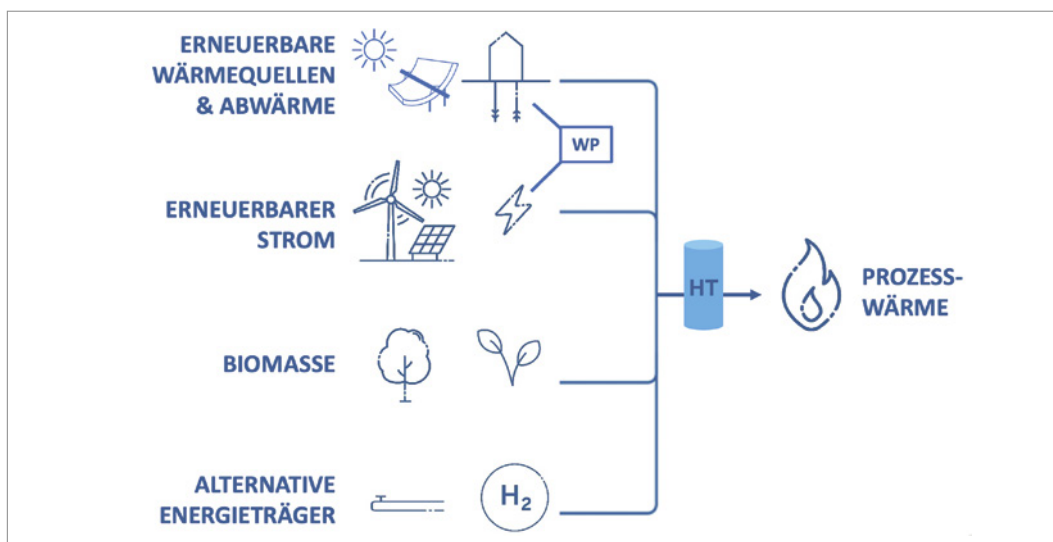 ERNEUERBARE
WÄRMEQUELLEN
& ABWÄRME
WP
ERNEUERBARER
STROM
HT
PROZESS-
WÄRME
BIOMASSE
ALTERNATIVE
ENERGIETRÄGER
H₂